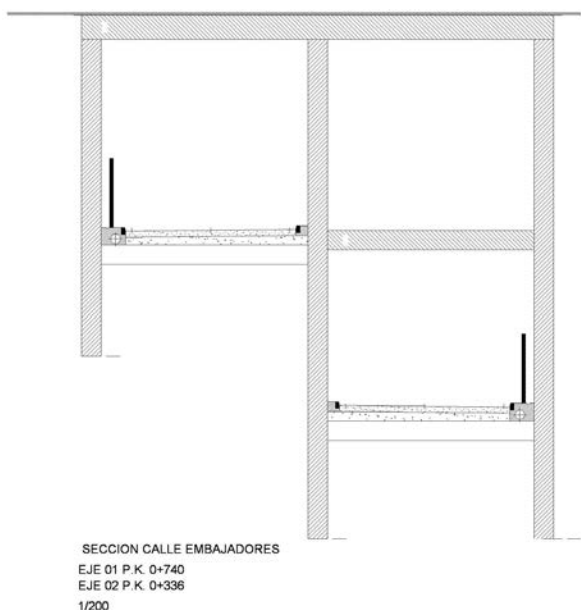 SECCION CALLE EMBAJADORES
EJE 01 P.K. 0+740
EJE 02 P.K. 0+336
1/200